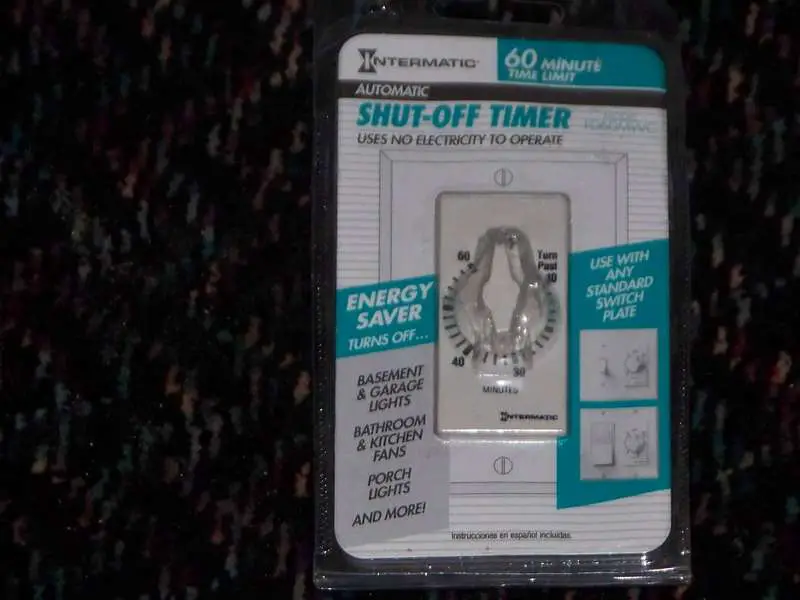 INTERMATIC
60 MINUTE
TIME LIMIT
AUTOMATIC
SHUT-OFF TIMER
USES NO ELECTRICITY TO OPERATE
60
Turn
Past
10
40
30
MINUTES
INTERMATIC
ENERGY
SAVER
TURNS OFF...
BASEMENT
& GARAGE
LIGHTS
BATHROOM
& KITCHEN
FANS
PORCH
LIGHTS
AND MORE!
USE WITH
ANY
STANDARD
SWITCH
PLATE
Instrucciones en español incluidas.